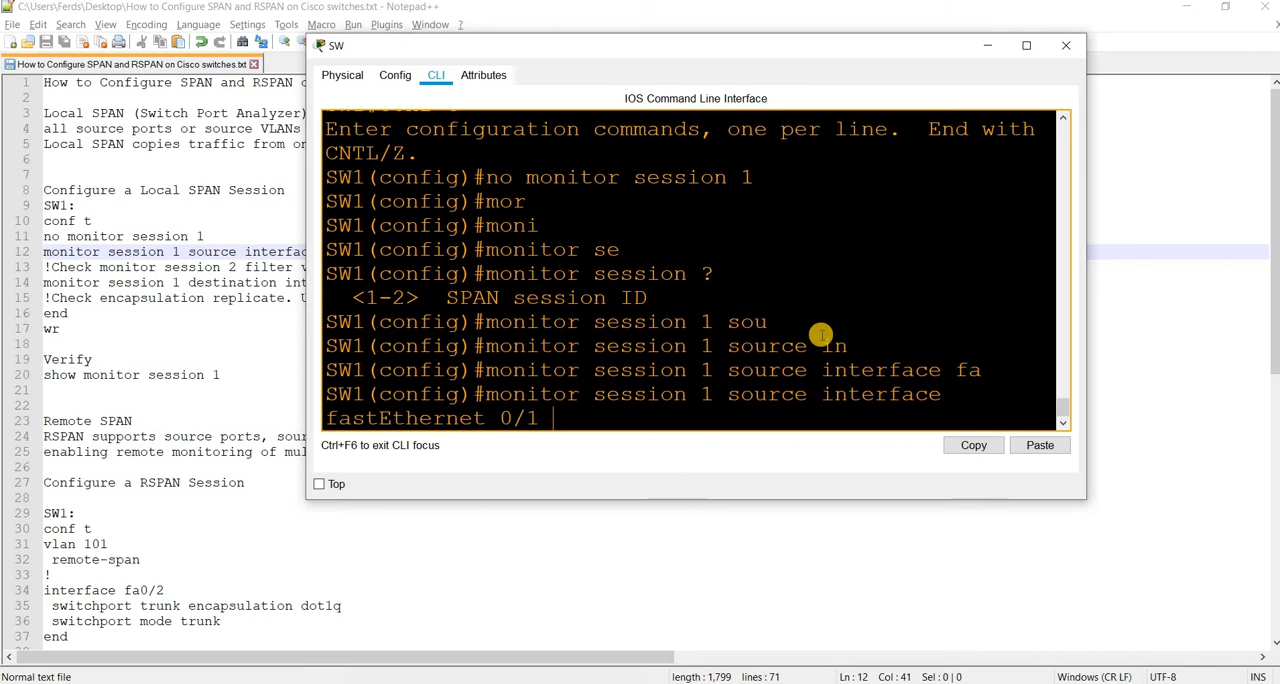 C:\Users\Ferds\Desktop\How to Configure SPAN and RSPAN on Cisco switches.txt - Notepad++
File Edit Search View Encoding Language Settings Tools Macro Run Plugins Window ?
How to Configure SPAN and RSPAN on Cisco switches.txt
1 How to Configure SPAN and RSPAN
2
3 Local SPAN (Switch Port Analyzer)
4 all source ports or source VLANs
5 Local SPAN copies traffic from
6
7
8 Configure a Local SPAN Session
9 SW1:
10 conf t
11 no monitor session 1
12 monitor session 1 source
13 !Check monitor session 2 filter
14 monitor session 1 destination
15 !Check encapsulation replicate.
16 end
17 wr
18
19 Verify
20 show monitor session 1
21
22
23 Remote SPAN
24 RSPAN supports source ports,
25 enabling remote monitoring of
26
27 Configure a RSPAN Session
28
29 SW1:
30 conf t
31 vlan 101
32 remote-span
33 !
34 interface fa0/2
35 switchport trunk encapsulation dot1q
36 switchport mode trunk
37 end
SW
Physical Config CLI Attributes
IOS Command Line Interface
Enter configuration commands, one per line. End with
CNTL/Z.
SW1(config)#no monitor session 1
SW1(config)#mor
SW1(config)#moni
SW1(config)#monitor se
SW1(config)#monitor session ?
<1-2> SPAN session ID
SW1(config)#monitor session 1 sou
SW1(config)#monitor session 1 source in
SW1(config)#monitor session 1 source interface fa
SW1(config)#monitor session 1 source interface
fastEthernet 0/1
Ctrl+F6 to exit CLI focus
Copy Paste
Top
Normal text file length : 1,799 lines : 71 Ln : 12 Col : 41 Sel : 0 | 0 Windows (CR LF) UTF-8 INS